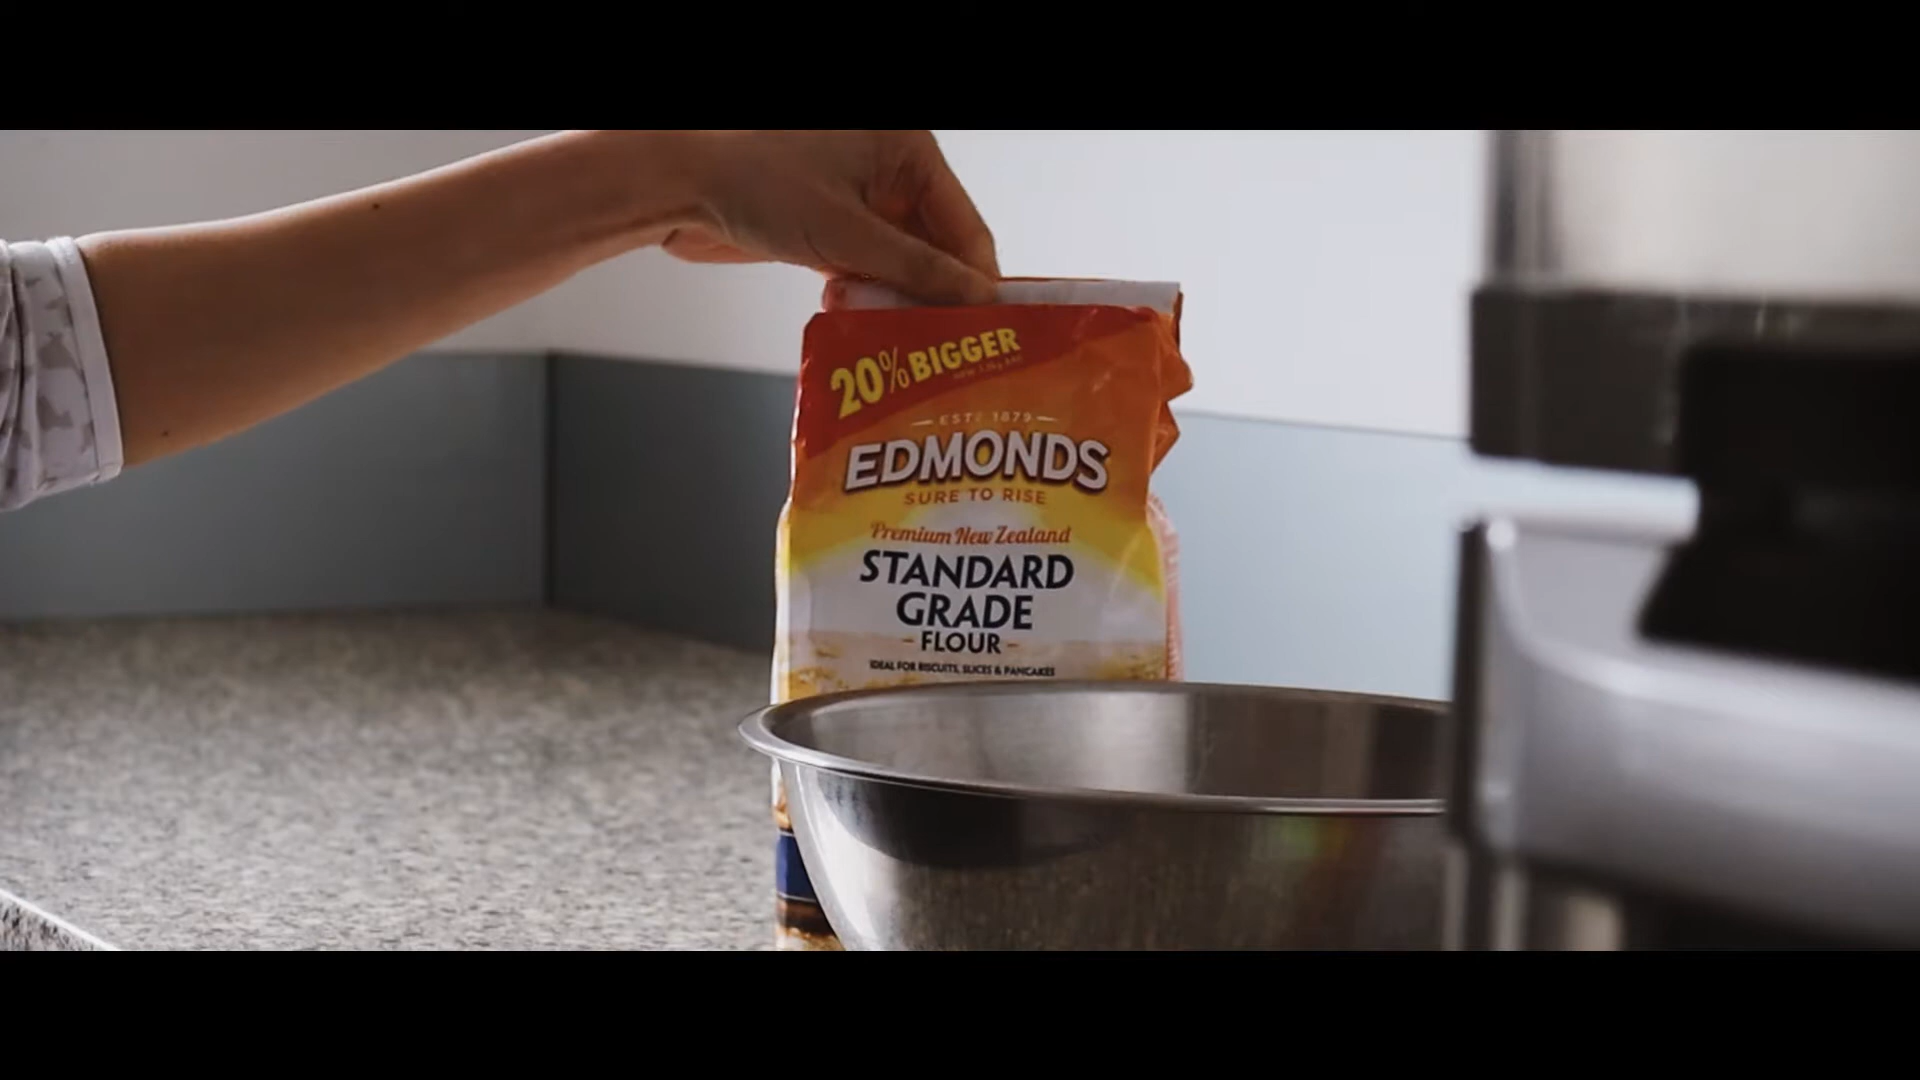 20% BIGGER
EST. 1879
EDMONDS
SURE TO RISE
Premium New Zealand
STANDARD
GRADE
FLOUR
IDEAL FOR BISCUITS, SLICES & PANCAKES